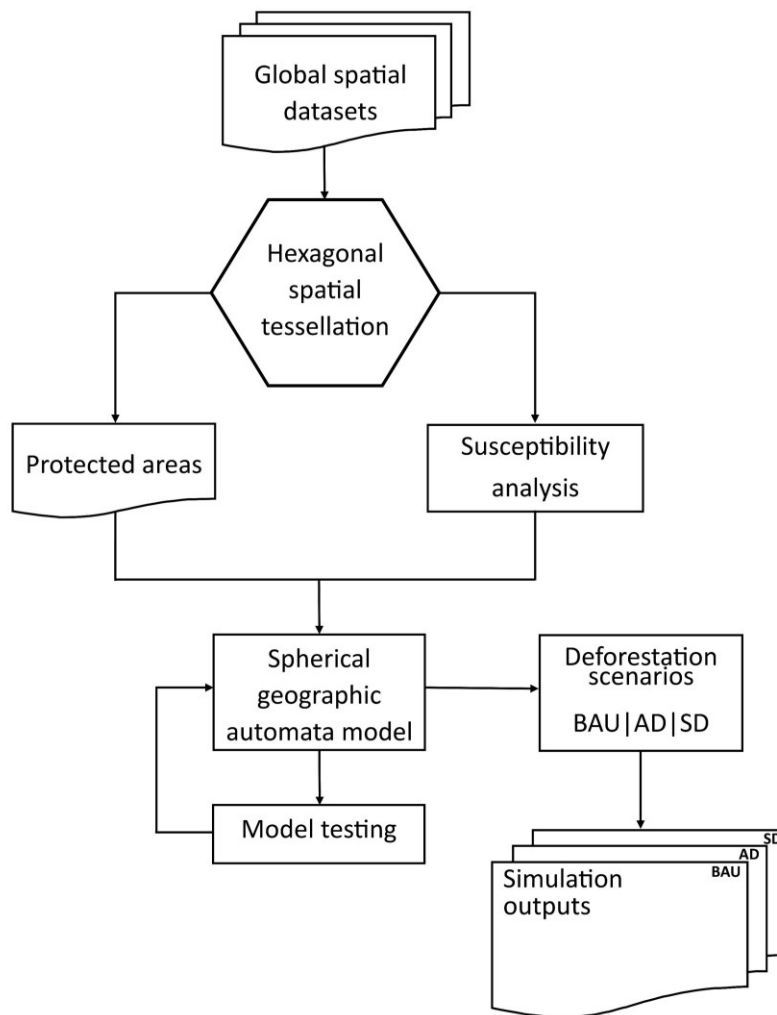 Global spatial
datasets
Hexagonal
spatial
tessellation
Protected areas
Susceptibility
analysis
Spherical
geographic
automata model
Deforestation
scenarios
BAU|AD|SD
Model testing
SD
AD
BAU
Simulation
outputs